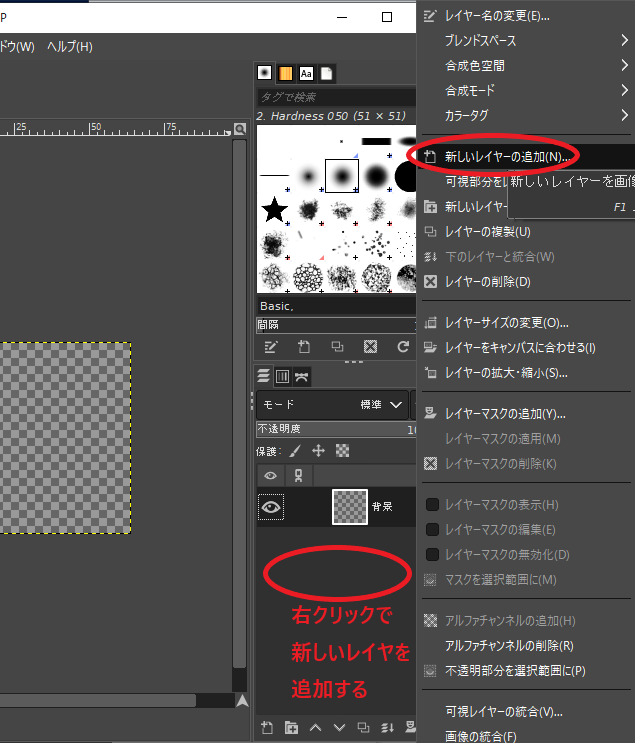 P
ドウ(W) ヘルプ(H)
25
50
75
Aa
タグで検索
2. Hardness 050 (51 × 51)
Basic,
間隔
モード 標準
不透明度
保護:
背景
右クリックで
新しいレイヤを
追加する
レイヤー名の変更(E)...
ブレンドスペース
合成色空間
合成モード
カラータグ
新しいレイヤーの追加(N)...
可視部分を
新しいレイヤーを画像
新しいレイヤー
F1
レイヤーの複製(U)
下のレイヤーと統合(W)
レイヤーの削除(D)
レイヤーサイズの変更(O)...
レイヤーをキャンバスに合わせる(I)
レイヤーの拡大・縮小(S)...
レイヤーマスクの追加(Y)...
レイヤーマスクの適用(M)
レイヤーマスクの削除(K)
レイヤーマスクの表示(H)
レイヤーマスクの編集(E)
レイヤーマスクの無効化(D)
マスクを選択範囲に(M)
アルファチャンネルの追加(H)
アルファチャンネルの削除(R)
不透明部分を選択範囲に(P)
可視レイヤーの統合(V)...
画像の統合(F)